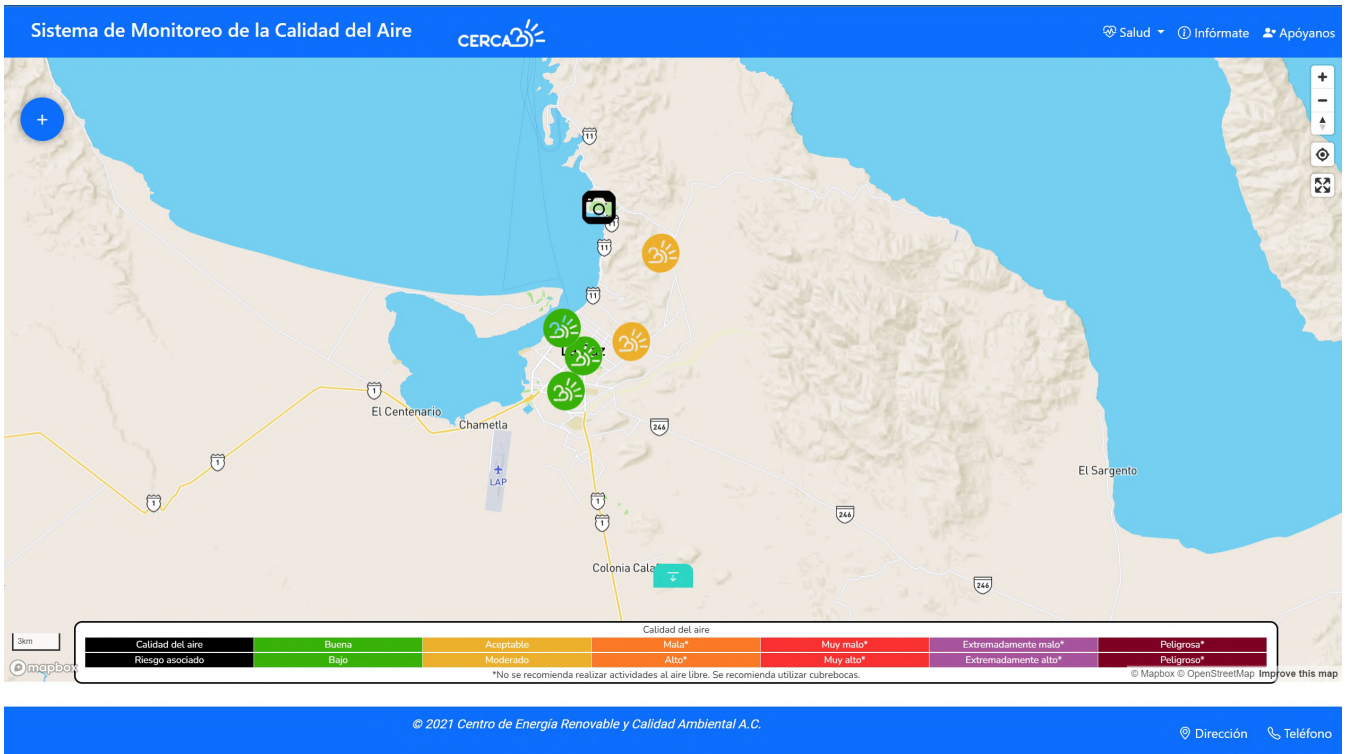 Sistema de Monitoreo de la Calidad del Aire
CERCA
Salud
Infórmate
Apóyanos
11
11
11
11
1
El Centenario
Chametla
246
1
LAP
El Sargento
1
1
246
1
246
3km
mapbox
Calidad del aire
Calidad del aire Buena Aceptable Mala* Muy malo* Extremadamente malo* Peligrosa*
Riesgo asociado Bajo Moderado Alto* Muy alto* Extremadamente alto* Peligroso*
*No se recomienda realizar actividades al aire libre. Se recomienda utilizar cubrebocas.
© Mapbox © OpenStreetMap Improve this map
© 2021 Centro de Energía Renovable y Calidad Ambiental A.C.
Dirección
Teléfono